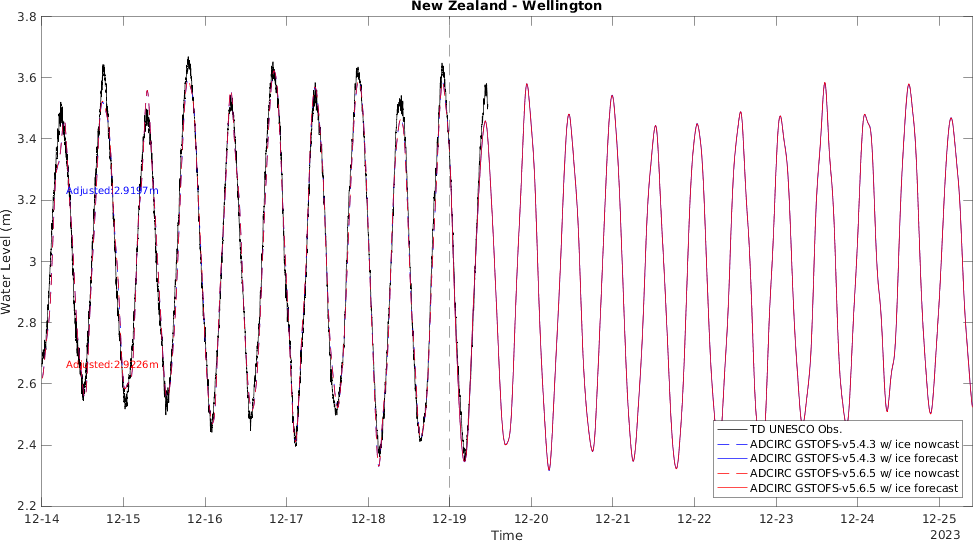 New Zealand - Wellington
3.8
3.6
3.4
3.2
3
2.8
2.6
2.4
2.2
Water Level (m)
Adjusted:2.9197m
Adjusted:2.9226m
TD UNESCO Obs.
ADCIRC GSTOFS-v5.4.3 w/ ice nowcast
ADCIRC GSTOFS-v5.4.3 w/ ice forecast
ADCIRC GSTOFS-v5.6.5 w/ ice nowcast
ADCIRC GSTOFS-v5.6.5 w/ ice forecast
12-14 12-15 12-16 12-17 12-18 12-19 12-20 12-21 12-22 12-23 12-24 12-25
Time
2023